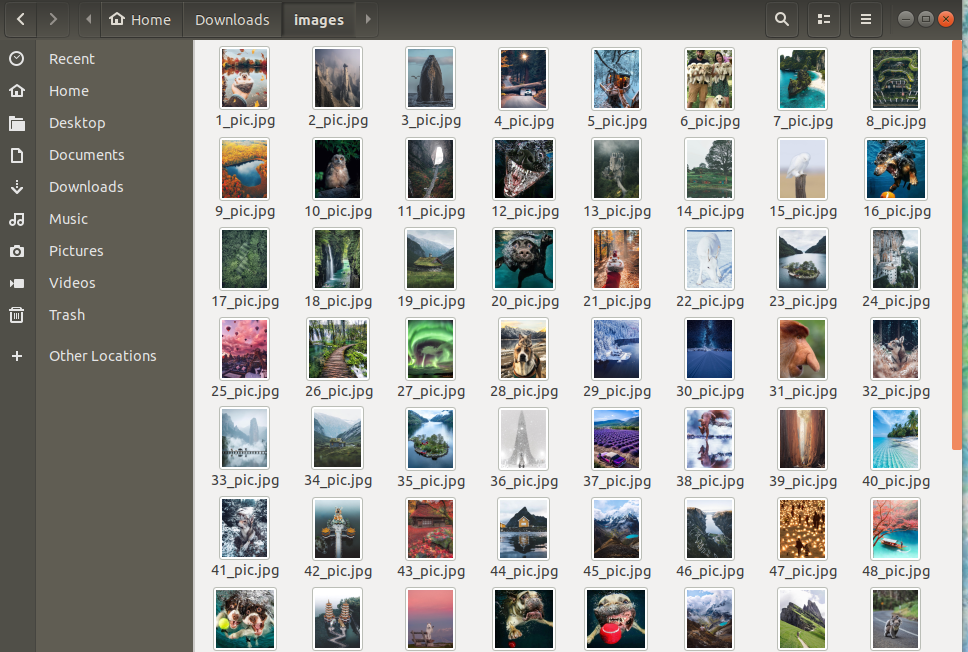 Home Downloads images
Recent
Home
Desktop
Documents
Downloads
Music
Pictures
Videos
Trash
Other Locations
1_pic.jpg 2_pic.jpg 3_pic.jpg 4_pic.jpg 5_pic.jpg 6_pic.jpg 7_pic.jpg 8_pic.jpg
9_pic.jpg 10_pic.jpg 11_pic.jpg 12_pic.jpg 13_pic.jpg 14_pic.jpg 15_pic.jpg 16_pic.jpg
17_pic.jpg 18_pic.jpg 19_pic.jpg 20_pic.jpg 21_pic.jpg 22_pic.jpg 23_pic.jpg 24_pic.jpg
25_pic.jpg 26_pic.jpg 27_pic.jpg 28_pic.jpg 29_pic.jpg 30_pic.jpg 31_pic.jpg 32_pic.jpg
33_pic.jpg 34_pic.jpg 35_pic.jpg 36_pic.jpg 37_pic.jpg 38_pic.jpg 39_pic.jpg 40_pic.jpg
41_pic.jpg 42_pic.jpg 43_pic.jpg 44_pic.jpg 45_pic.jpg 46_pic.jpg 47_pic.jpg 48_pic.jpg